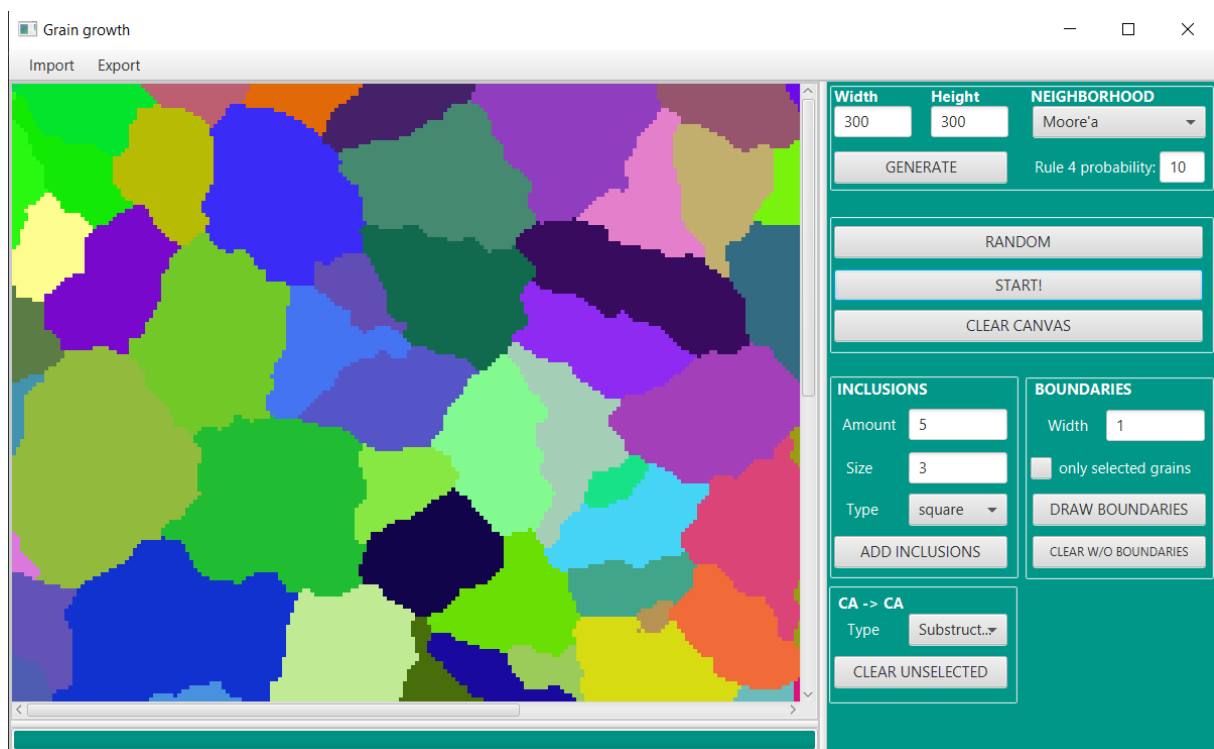 Grain growth
Import Export
Width Height NEIGHBORHOOD
300 300 Moore'a
GENERATE Rule 4 probability: 10
RANDOM
START!
CLEAR CANVAS
INCLUSIONS
Amount 5
Size 3
Type square
ADD INCLUSIONS
BOUNDARIES
Width 1
only selected grains
DRAW BOUNDARIES
CLEAR W/O BOUNDARIES
CA -> CA
Type Substruct...
CLEAR UNSELECTED